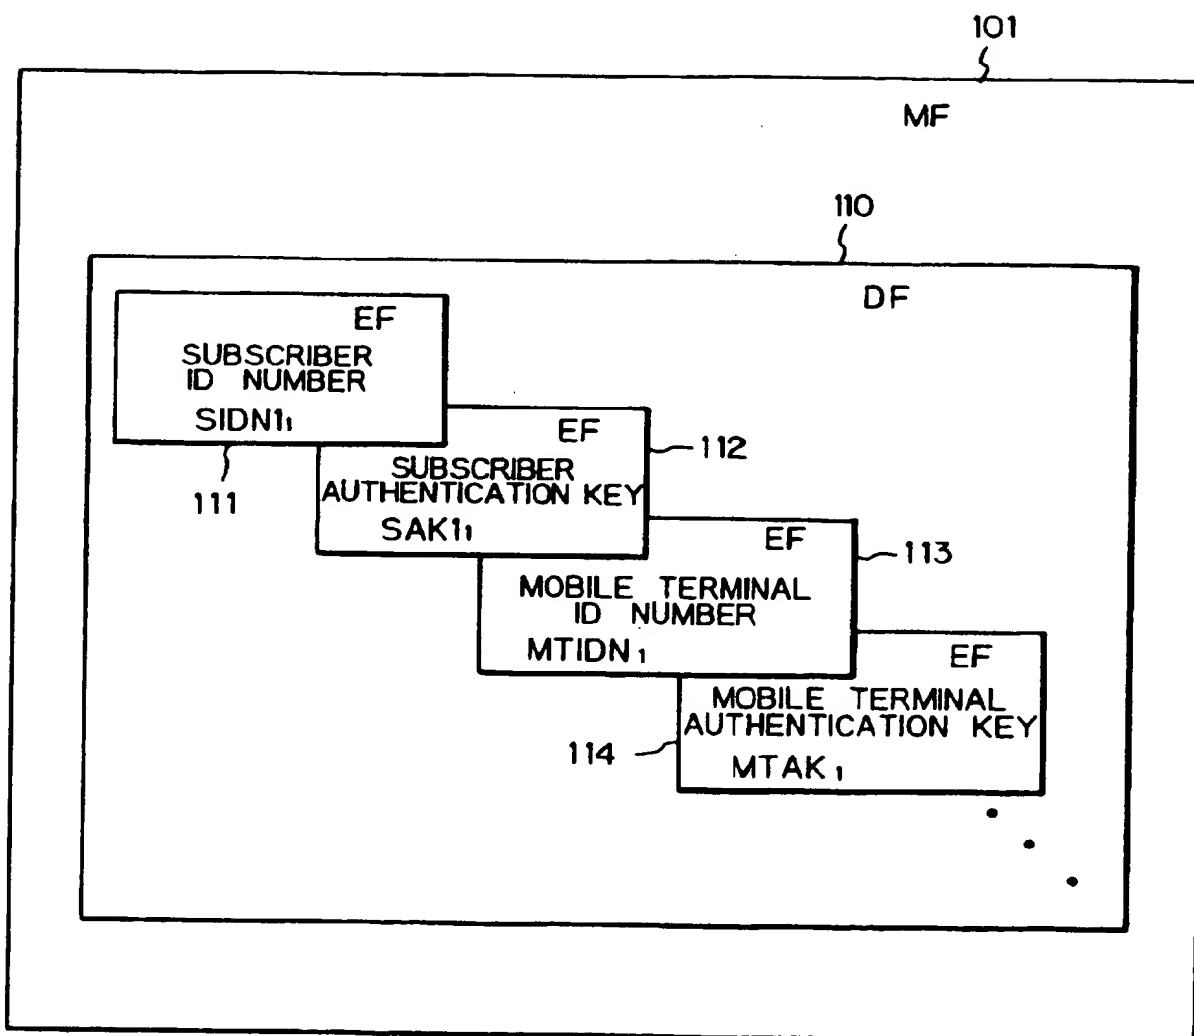 101
MF
110
DF
EF
SUBSCRIBER
ID NUMBER
SIDN1₁
111
EF
112
SUBSCRIBER
AUTHENTICATION KEY
SAK1₁
EF
113
MOBILE TERMINAL
ID NUMBER
MTIDN₁
EF
MOBILE TERMINAL
AUTHENTICATION KEY
114
MTAK₁